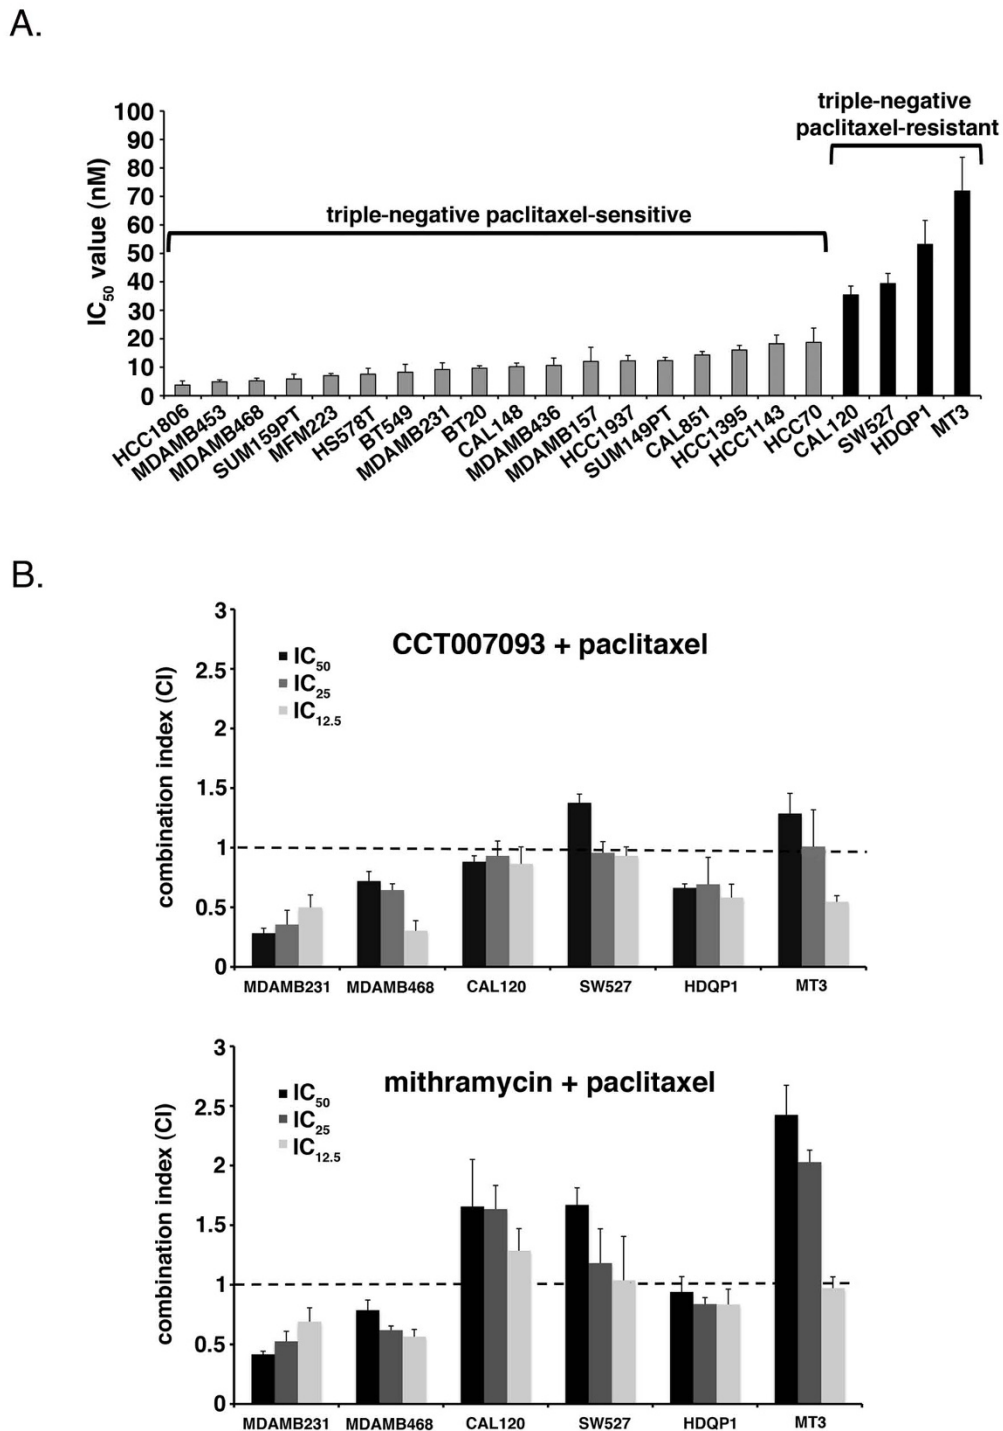 A.
triple-negative
paclitaxel-resistant
triple-negative paclitaxel-sensitive
IC50 value (nM)
100
90
80
70
60
50
40
30
20
10
0
HCC1806
MDAMB453
MDAMB468
SUM159PT
MFM223
HS578T
BT549
MDAMB231
BT20
CAL148
MDAMB436
MDAMB157
HCC1937
SUM149PT
CAL851
HCC1395
HCC1143
HCC70
CAL120
SW527
HDQP1
MT3
B.
CCT007093 + paclitaxel
IC50
IC25
IC12.5
combination index (CI)
3
2.5
2
1.5
1
0.5
0
MDAMB231 MDAMB468 CAL120 SW527 HDQP1 MT3
mithramycin + paclitaxel
IC50
IC25
IC12.5
combination index (CI)
3
2.5
2
1.5
1
0.5
0
MDAMB231 MDAMB468 CAL120 SW527 HDQP1 MT3